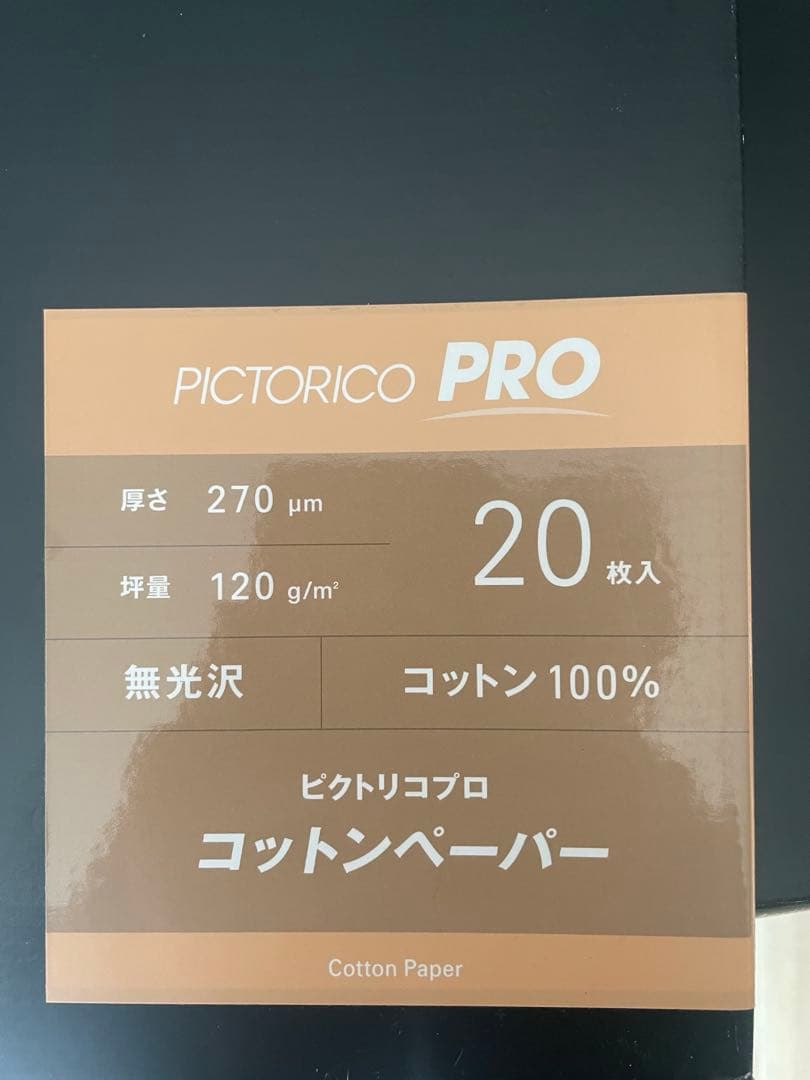 PICTORICO PRO
厚さ 270 μm
坪量 120 g/m²
20 枚入
無光沢
コットン 100%
ピクトリコプロ
コットンペーパー
Cotton Paper